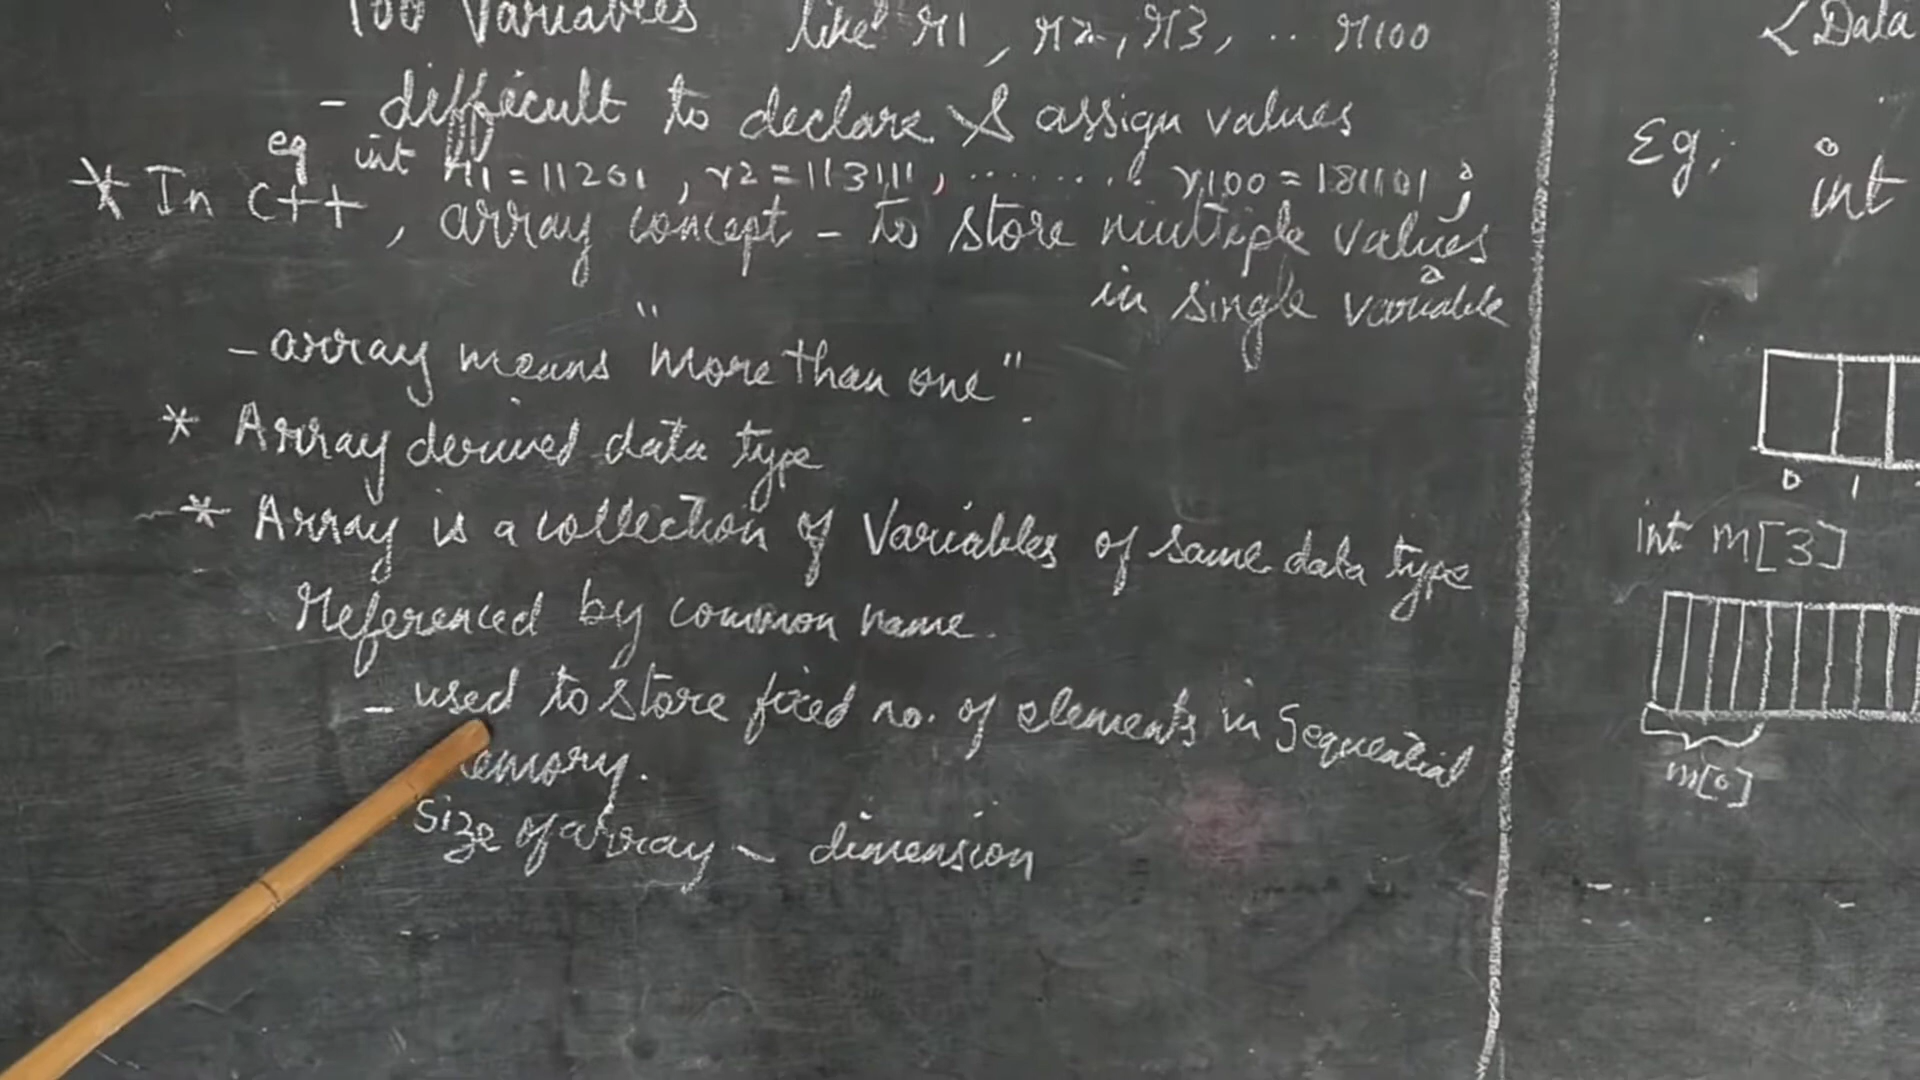 100 Variables like r1, r2, r3, .. r100
- difficult to declare & assign values
eg int r1 = 11201, r2 = 113111, ........ r100 = 181101;
* In C++, array concept - to store multiple values
in single variable
- array means "more than one".
* Array derived data type
* Array is a collection of Variables of same data type
Referenced by common name.
- used to store fixed no. of elements in Sequential
emory.
Size of array - dimension
< Data
Eg; int
0 1
int m[3]
m[0]